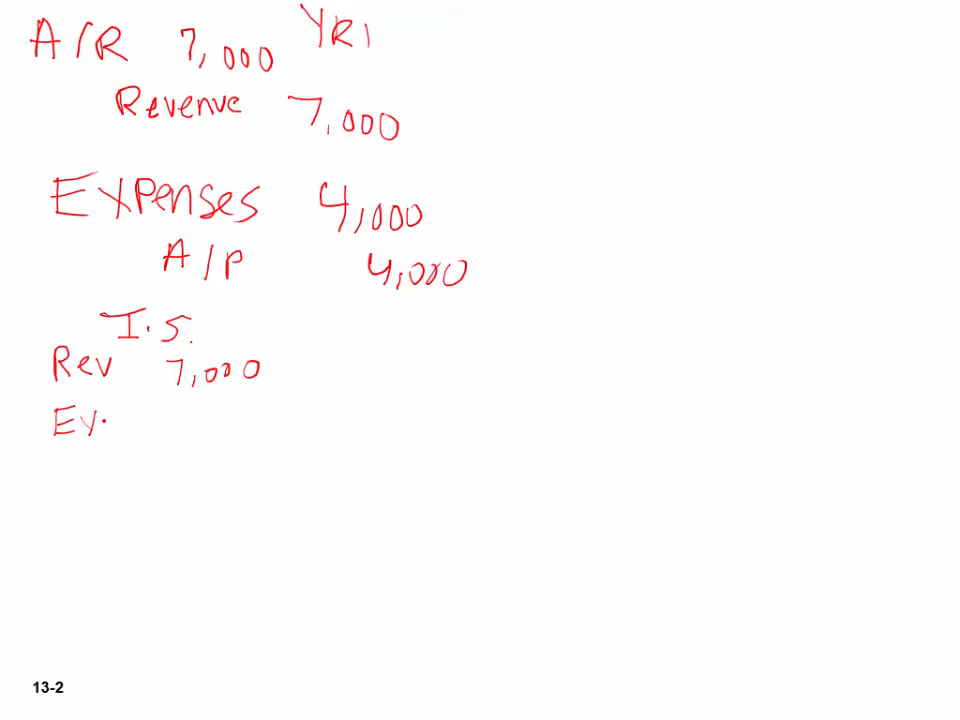 A/R 7,000 YR1
Revenue 7,000
Expenses 4,000
A/P 4,000
I.S.
Rev 7,000
Ex.
13-2